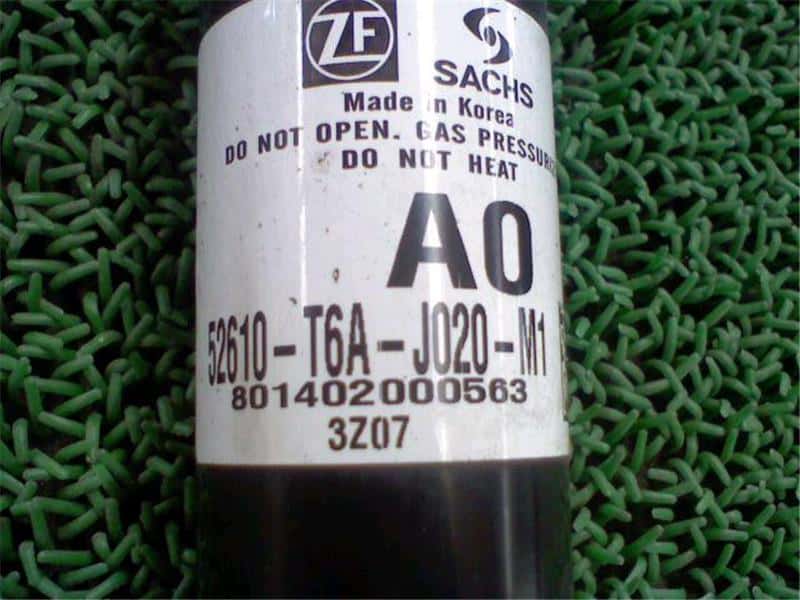 ZF
SACHS
Made in Korea
DO NOT OPEN. GAS
DO NOT HEAT
A0
52610-T6A-J020-M1
801402000563
3Z07